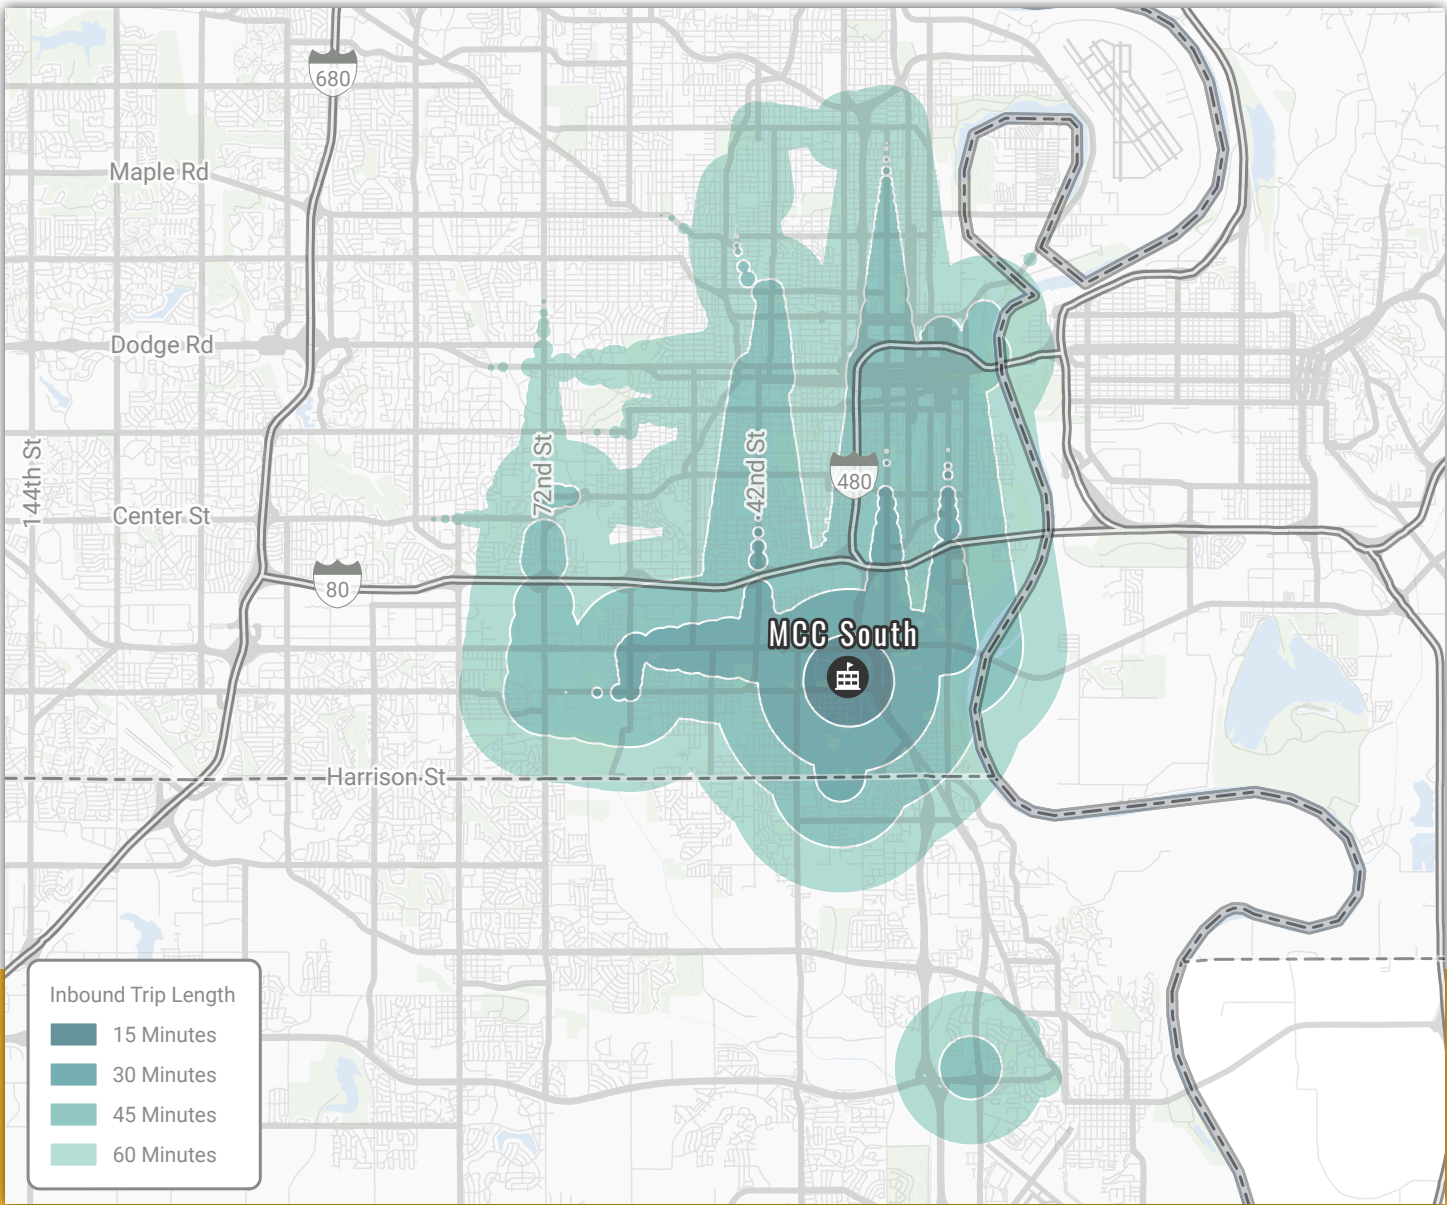 680
Maple Rd
Dodge Rd
144th St
72nd St
42nd St
480
Center St
80
MCC South
Harrison St
Inbound Trip Length
15 Minutes
30 Minutes
45 Minutes
60 Minutes